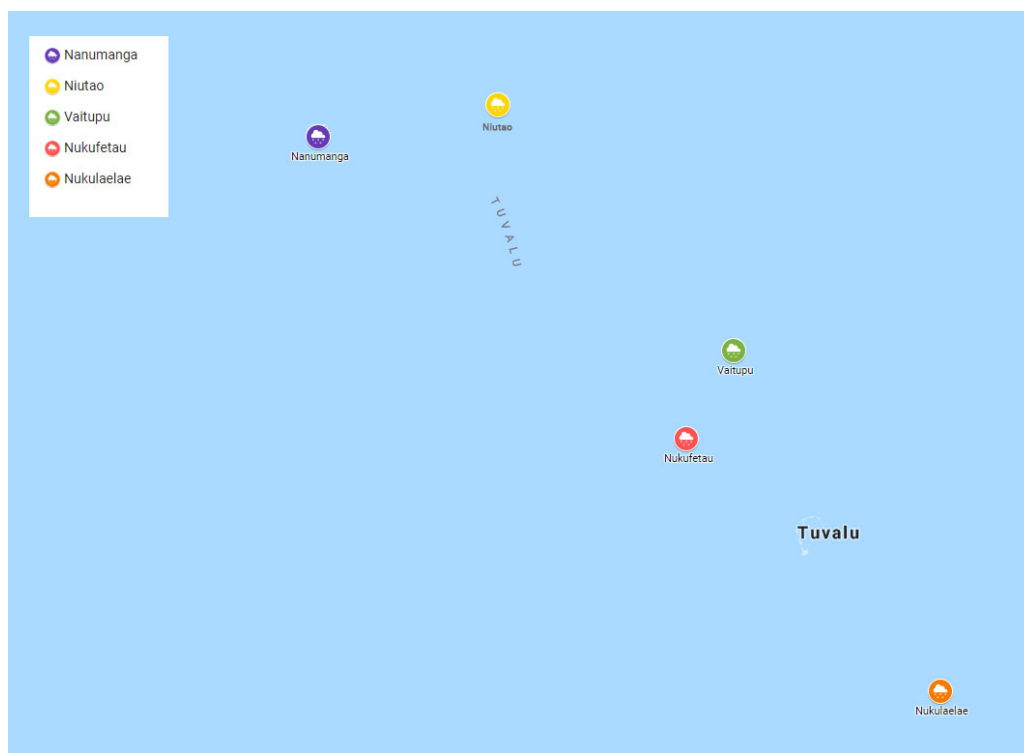 Nanumanga
Niutao
Vaitupu
Nukufetau
Nukulaelae
Niutao
Nanumanga
TUVALU
Vaitupu
Nukufetau
Tuvalu
Nukulaelae